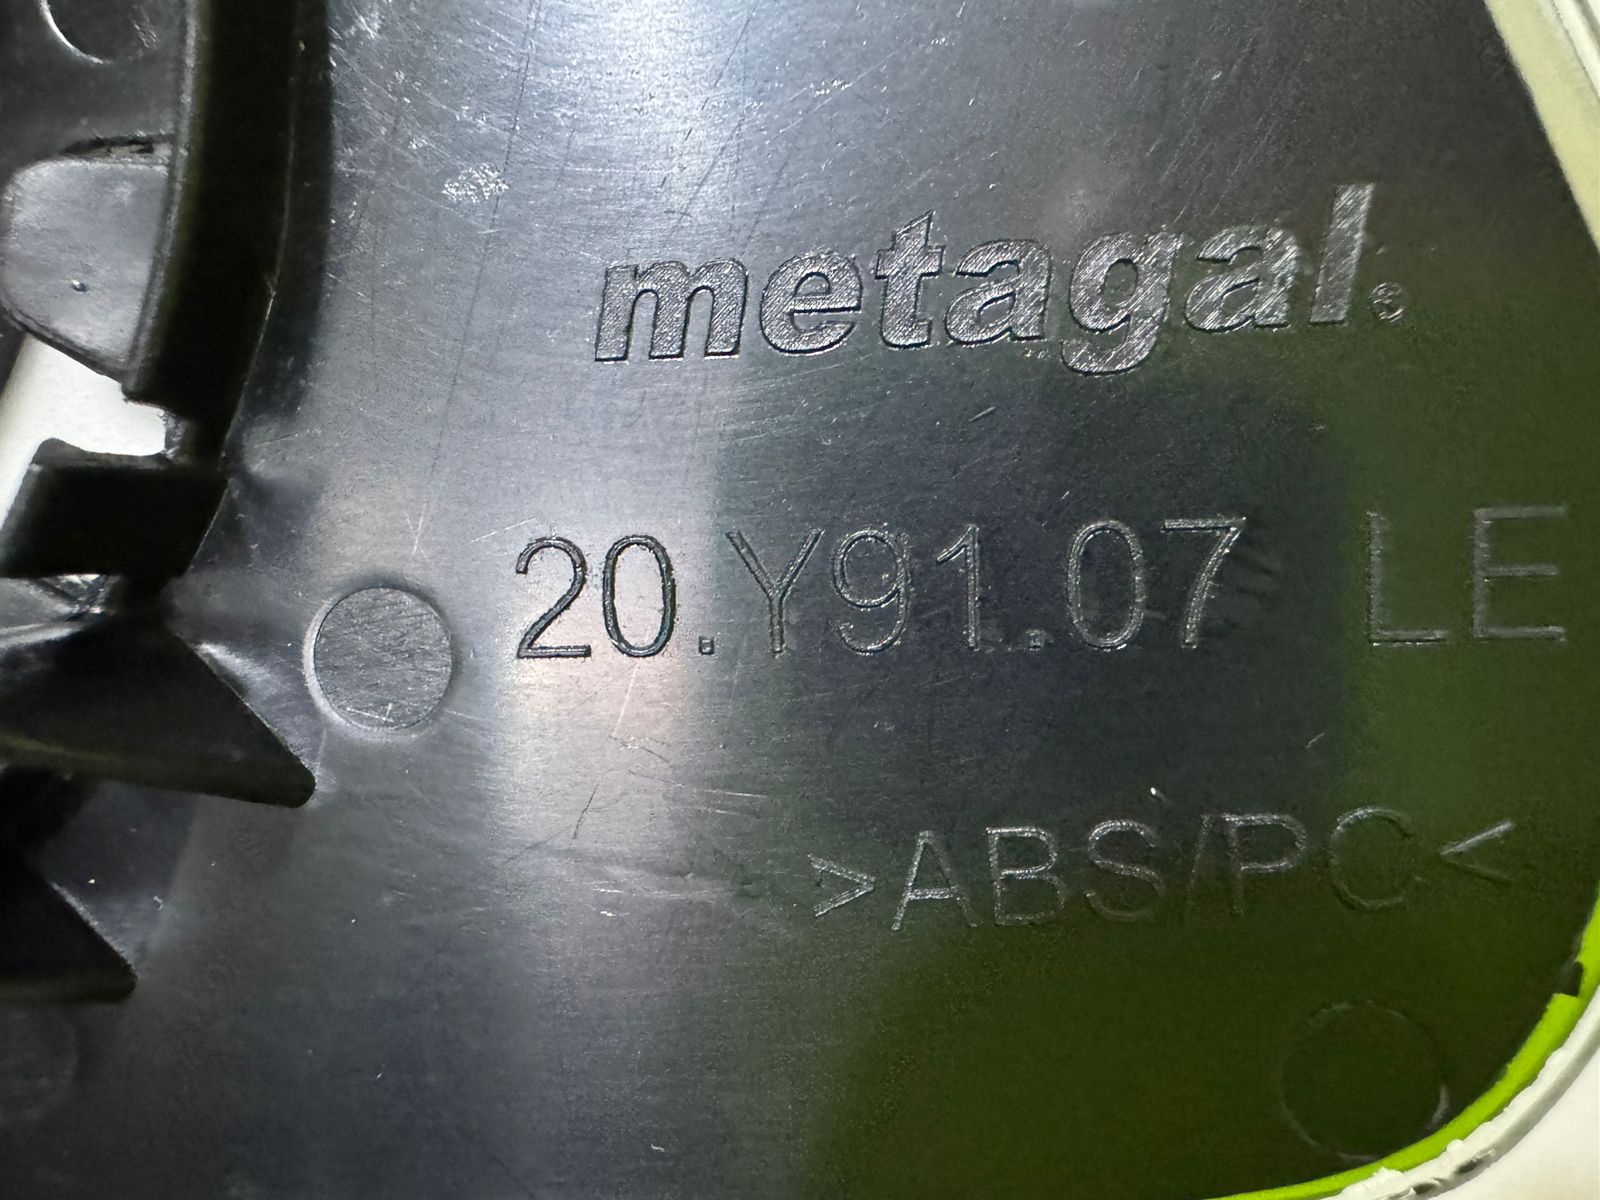 metagal®
20.Y91.07 LE
>ABS/PC<